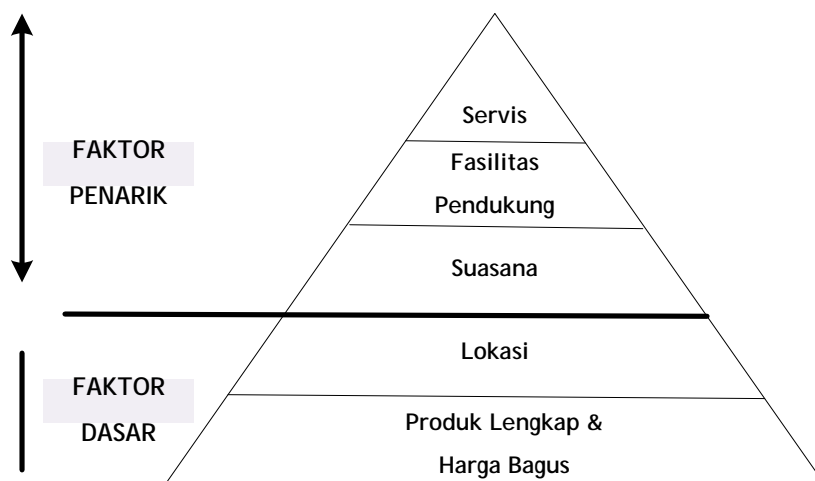 Servis
FAKTOR
PENARIK
Fasilitas
Pendukung
Suasana
Lokasi
FAKTOR
DASAR
Produk Lengkap &
Harga Bagus